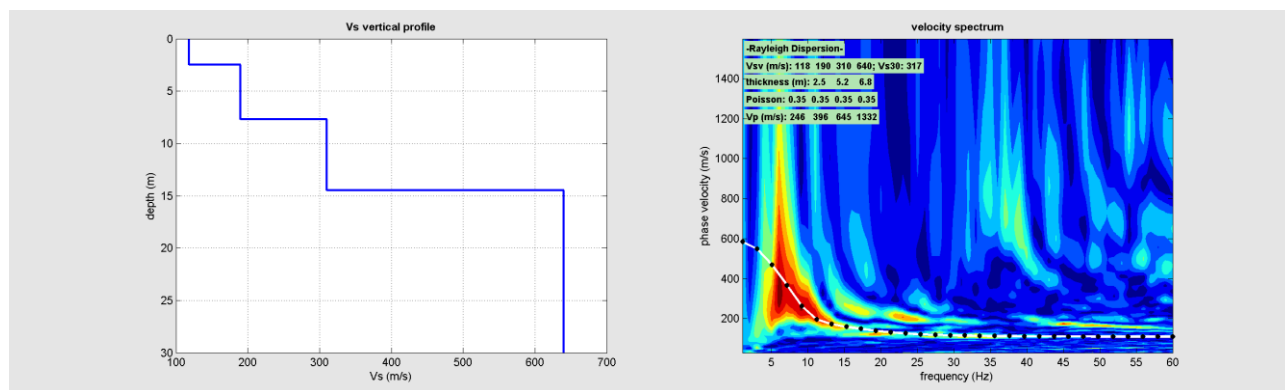 Vs vertical profile
0
5
10
15
20
25
30
depth (m)
100 200 300 400 500 600 700
Vs (m/s)
velocity spectrum
-Rayleigh Dispersion-
Vsv (m/s): 118 190 310 640; Vs30: 317
thickness (m): 2.5 5.2 6.8
Poisson: 0.35 0.35 0.35 0.35
Vp (m/s): 246 396 645 1332
1400
1200
1000
800
600
400
200
phase velocity (m/s)
5 10 15 20 25 30 35 40 45 50 55 60
frequency (Hz)